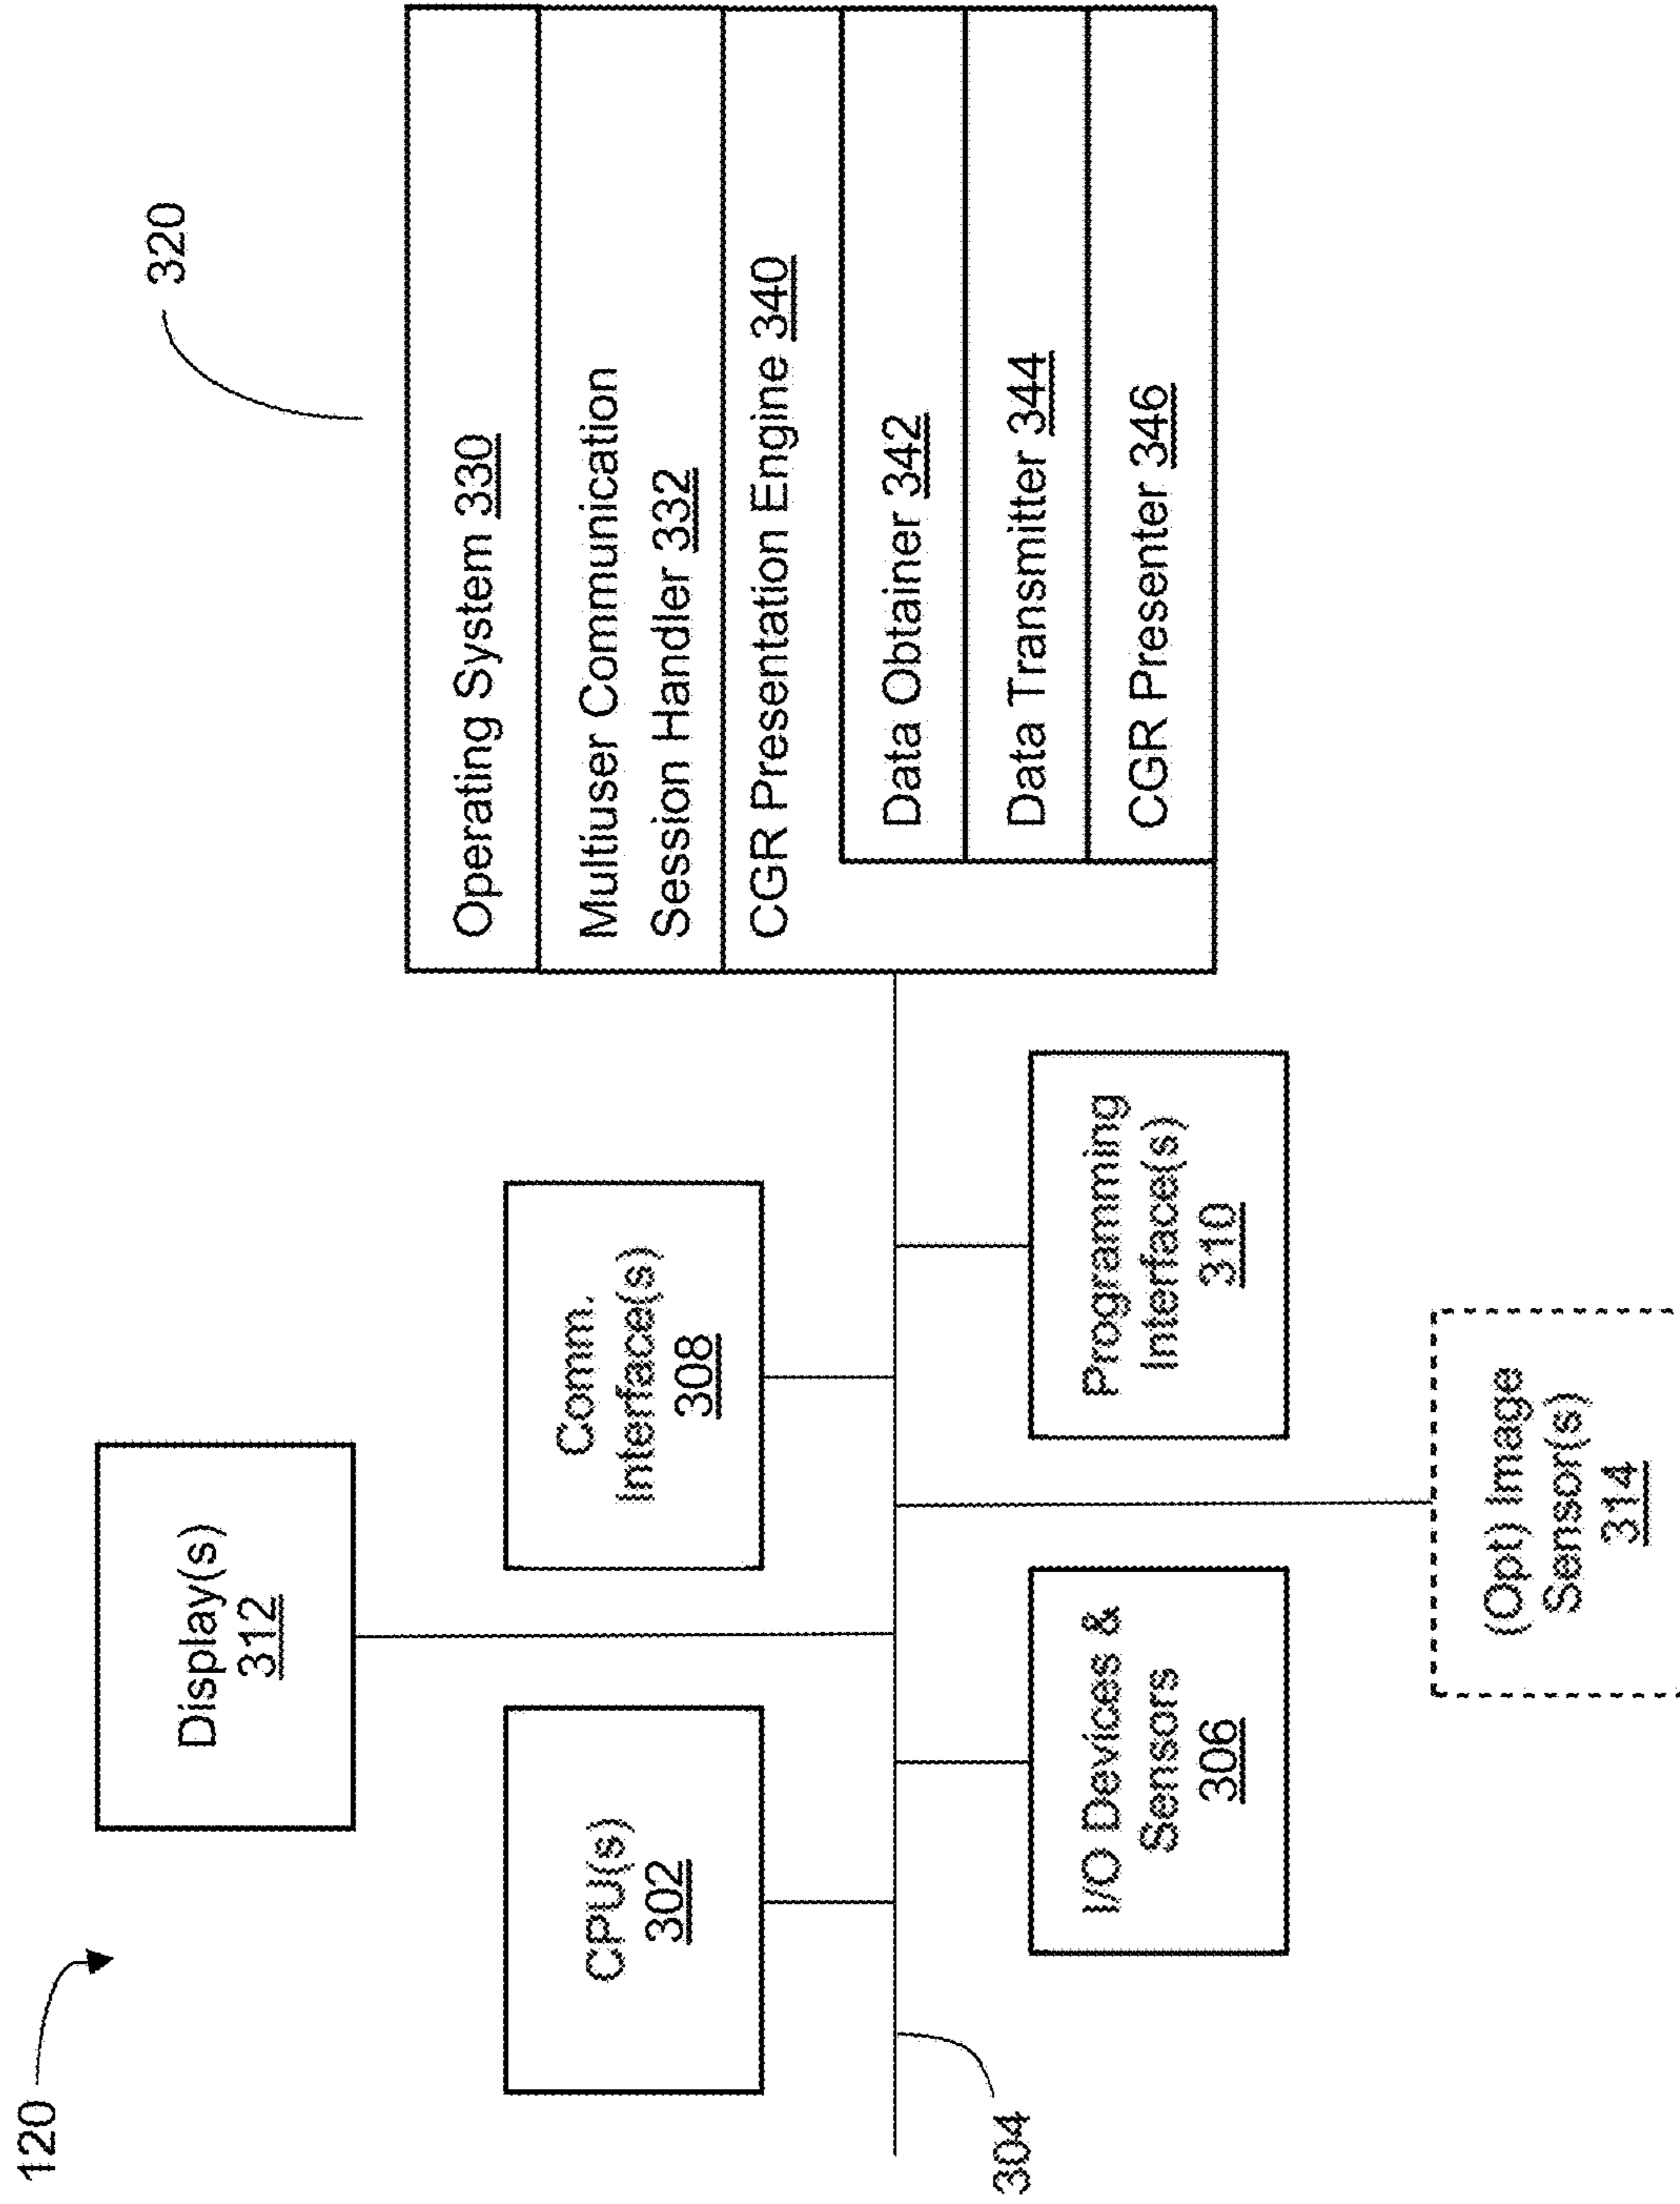 120
320
Display(s)
312
CPU(s)
302
Comm.
Interface(s)
308
304
I/O Devices &
Sensors
306
Programming
Interface(s)
310
(Opt) Image
Sensor(s)
314
Operating System 330
Multiuser Communication
Session Handler 332
CGR Presentation Engine 340
Data Obtainer 342
Data Transmitter 344
CGR Presenter 346